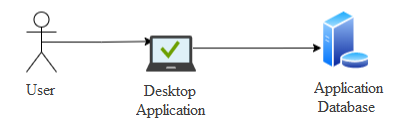 User
Desktop
Application
Application
Database